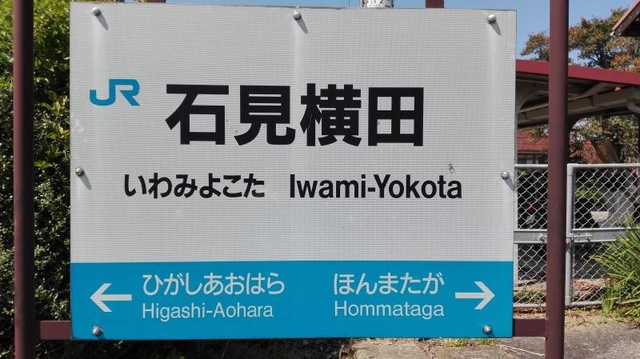 JR 石見横田
いわみよこた Iwami-Yokota
ひがしあおはら ほんまたが
Higashi-Aohara Hommataga